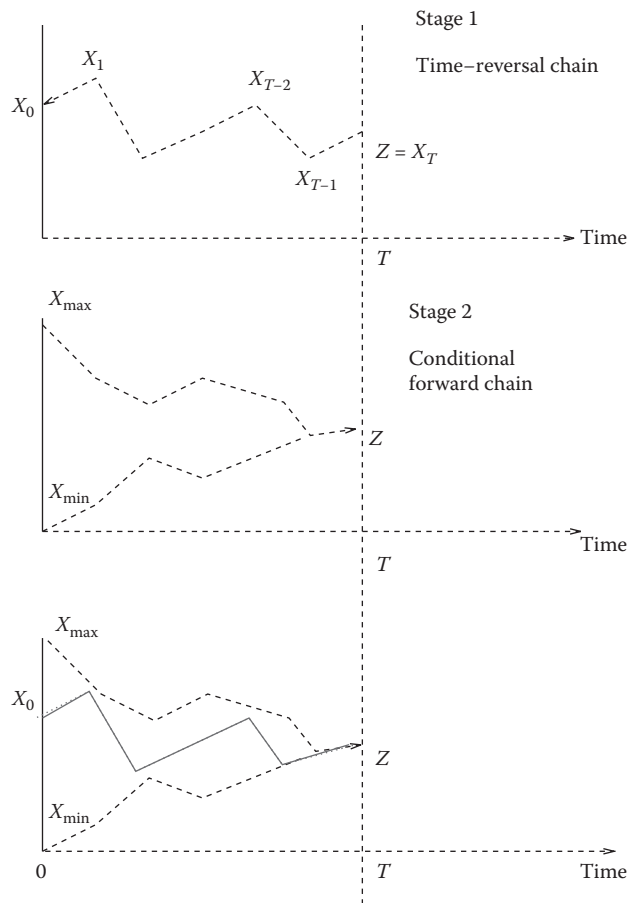 Stage 1
X1
Time–reversal chain
XT–2
X0
Z = XT
XT–1
Time
T
Xmax
Stage 2
Conditional
forward chain
Z
Xmin
Time
T
Xmax
X0
Z
Xmin
0
T
Time